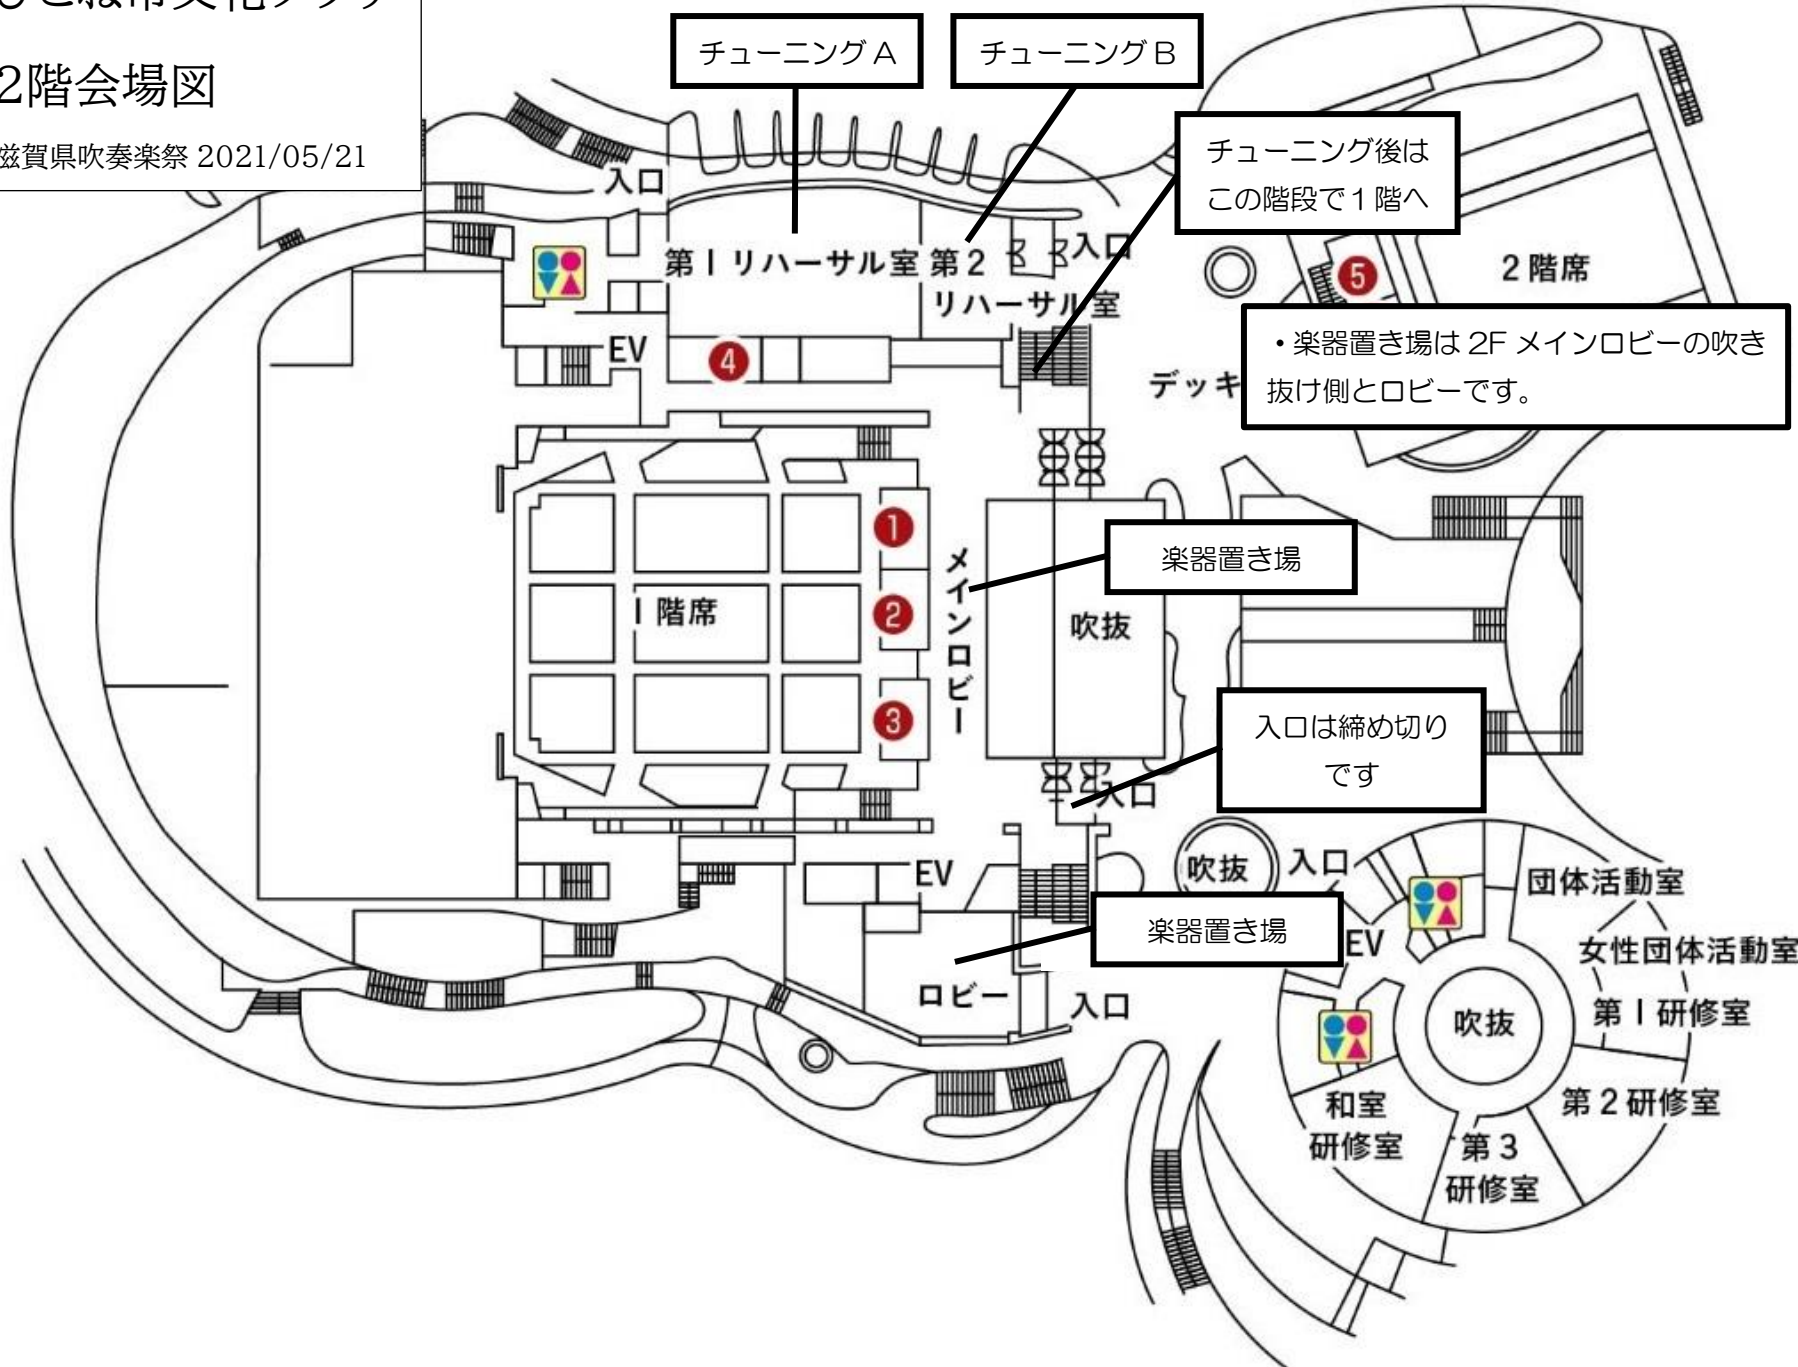 2階会場図
滋賀県吹奏楽祭 2021/05/21
チューニングA
チューニングB
チューニング後は
この階段で1階へ
入口
第1リハーサル室
第2
リハーサル室
入口
5
2階席
・楽器置き場は 2F メインロビーの吹き
抜け側とロビーです。
EV
4
デッキ
1
2
3
1階席
メインロビー
楽器置き場
吹抜
入口は締め切り
です
入口
EV
吹抜
入口
楽器置き場
EV
ロビー
入口
団体活動室
女性団体活動室
第1研修室
吹抜
第2研修室
和室
研修室
第3
研修室